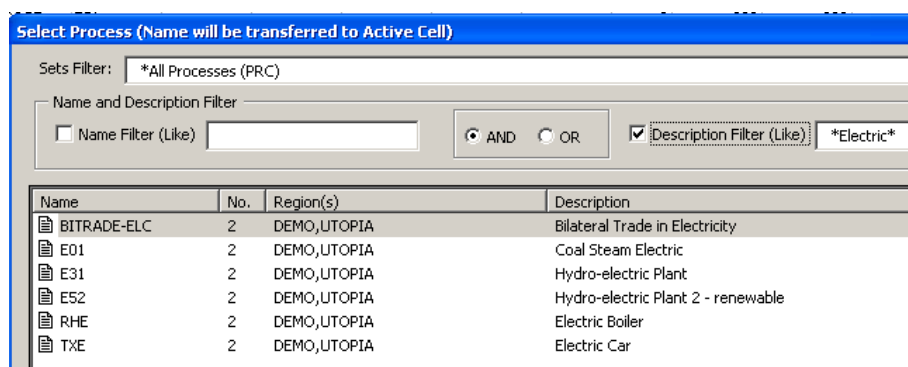 Select Process (Name will be transferred to Active Cell)
Sets Filter: *All Processes (PRC)
Name and Description Filter
Name Filter (Like) AND OR Description Filter (Like) *Electric*
Name No. Region(s) Description
BITRADE-ELC 2 DEMO,UTOPIA Bilateral Trade in Electricity
E01 2 DEMO,UTOPIA Coal Steam Electric
E31 2 DEMO,UTOPIA Hydro-electric Plant
E52 2 DEMO,UTOPIA Hydro-electric Plant 2 - renewable
RHE 2 DEMO,UTOPIA Electric Boiler
TXE 2 DEMO,UTOPIA Electric Car